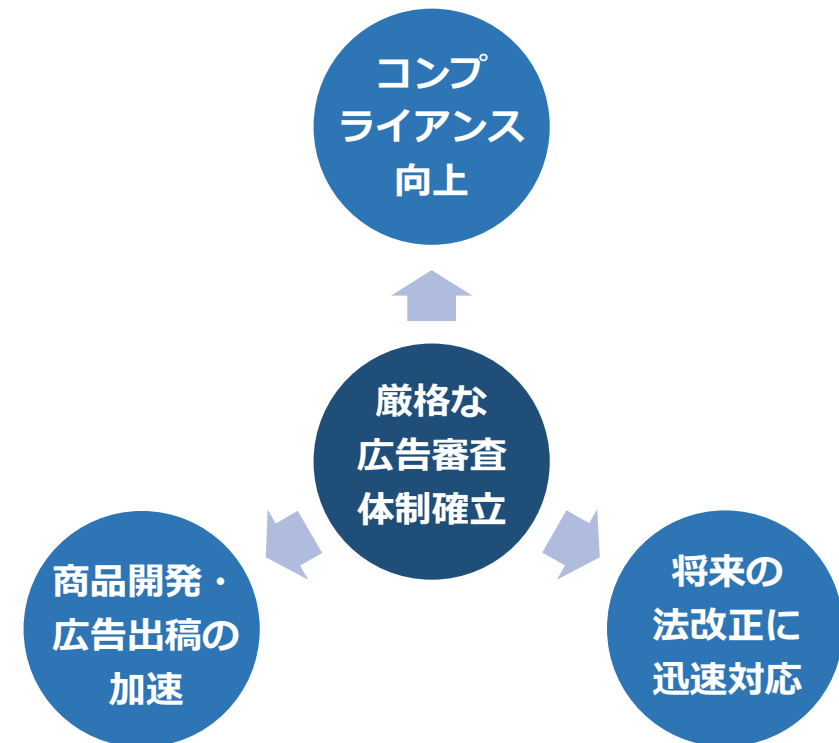 コンプ
ライアンス
向上
厳格な
広告審査
体制確立
商品開発・
広告出稿の
加速
将来の
法改正に
迅速対応